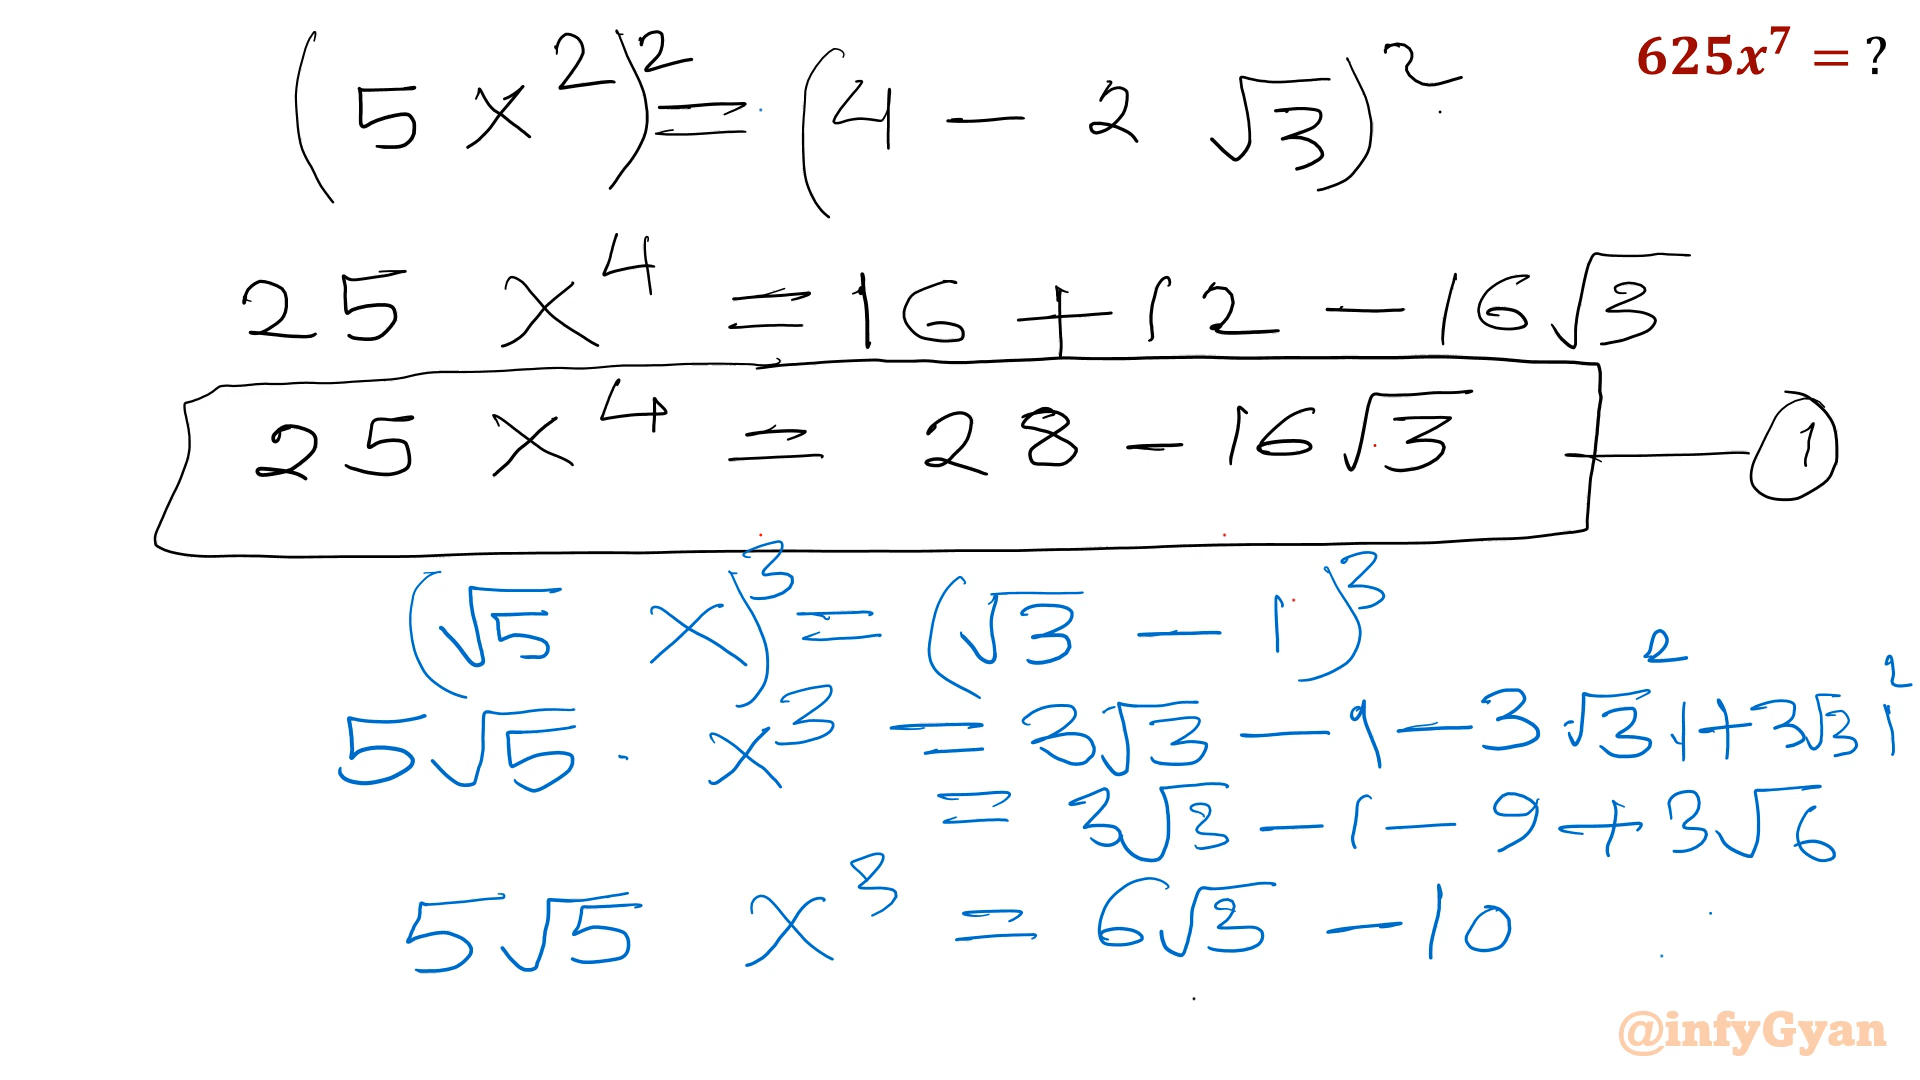 625x⁷ = ?
(5x²)² = (4 - 2√3)²
25x⁴ = 16 + 12 - 16√3
25x⁴ = 28 - 16√3 — ①
(√5 x)³ = (√3 - 1)³
5√5 · x³ = 3√3 - 1 - 3√3² 1 + 3√3 1²
= 3√3 - 1 - 9 + 3√6
5√5 x³ = 6√3 - 10
@infyGyan